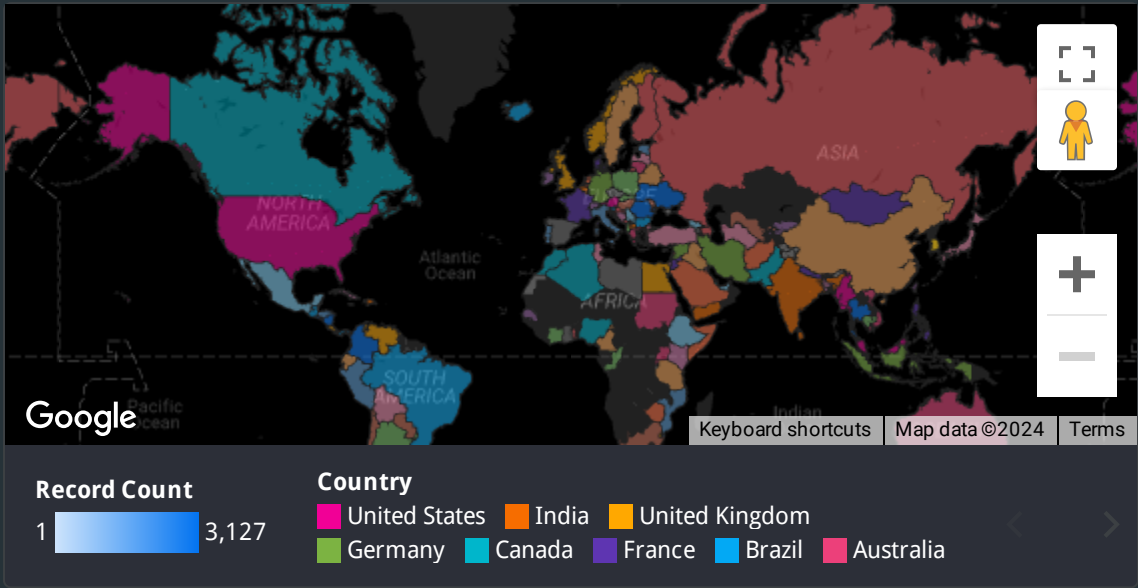 ASIA
NORTH
AMERICA
EUROPE
Atlantic
Ocean
AFRICA
SOUTH
AMERICA
Pacific
Ocean
Indian
Google
Keyboard shortcuts
Map data ©2024
Terms
Record Count
1
3,127
Country
United States
India
United Kingdom
Germany
Canada
France
Brazil
Australia